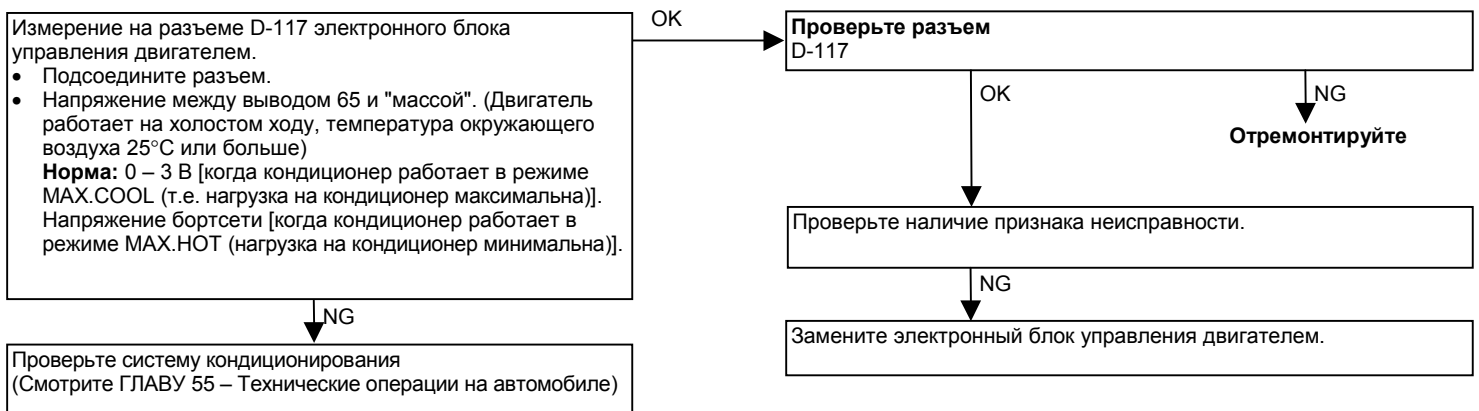 Измерение на разъеме D-117 электронного блока
управления двигателем.
• Подсоедините разъем.
• Напряжение между выводом 65 и "массой". (Двигатель
работает на холостом ходу, температура окружающего
воздуха 25°С или больше)
Норма: 0 – 3 В [когда кондиционер работает в режиме
MAX.COOL (т.е. нагрузка на кондиционер максимальна)].
Напряжение бортсети [когда кондиционер работает в
режиме MAX.HOT (нагрузка на кондиционер минимальна)].
OK
Проверьте разъем
D-117
OK
NG
Отремонтируйте
Проверьте наличие признака неисправности.
NG
Замените электронный блок управления двигателем.
NG
Проверьте систему кондиционирования
(Смотрите ГЛАВУ 55 – Технические операции на автомобиле)